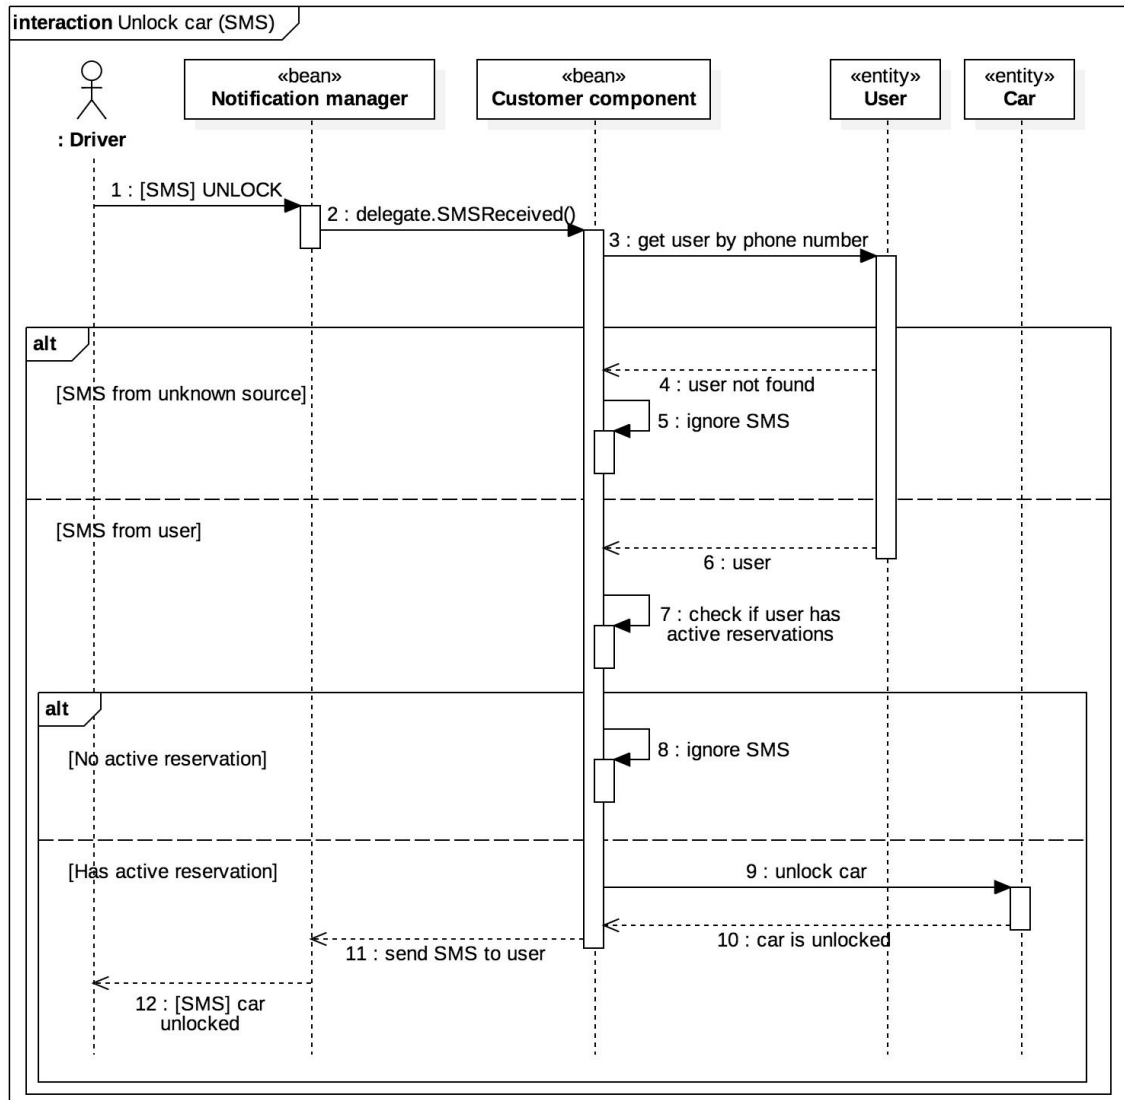 interaction Unlock car (SMS)
«bean»
Notification manager
«bean»
Customer component
«entity»
User
«entity»
Car
: Driver
1 : [SMS] UNLOCK
2 : delegate.SMSReceived()
3 : get user by phone number
alt
4 : user not found
[SMS from unknown source]
5 : ignore SMS
[SMS from user]
6 : user
7 : check if user has
active reservations
alt
8 : ignore SMS
[No active reservation]
[Has active reservation]
9 : unlock car
10 : car is unlocked
11 : send SMS to user
12 : [SMS] car
unlocked